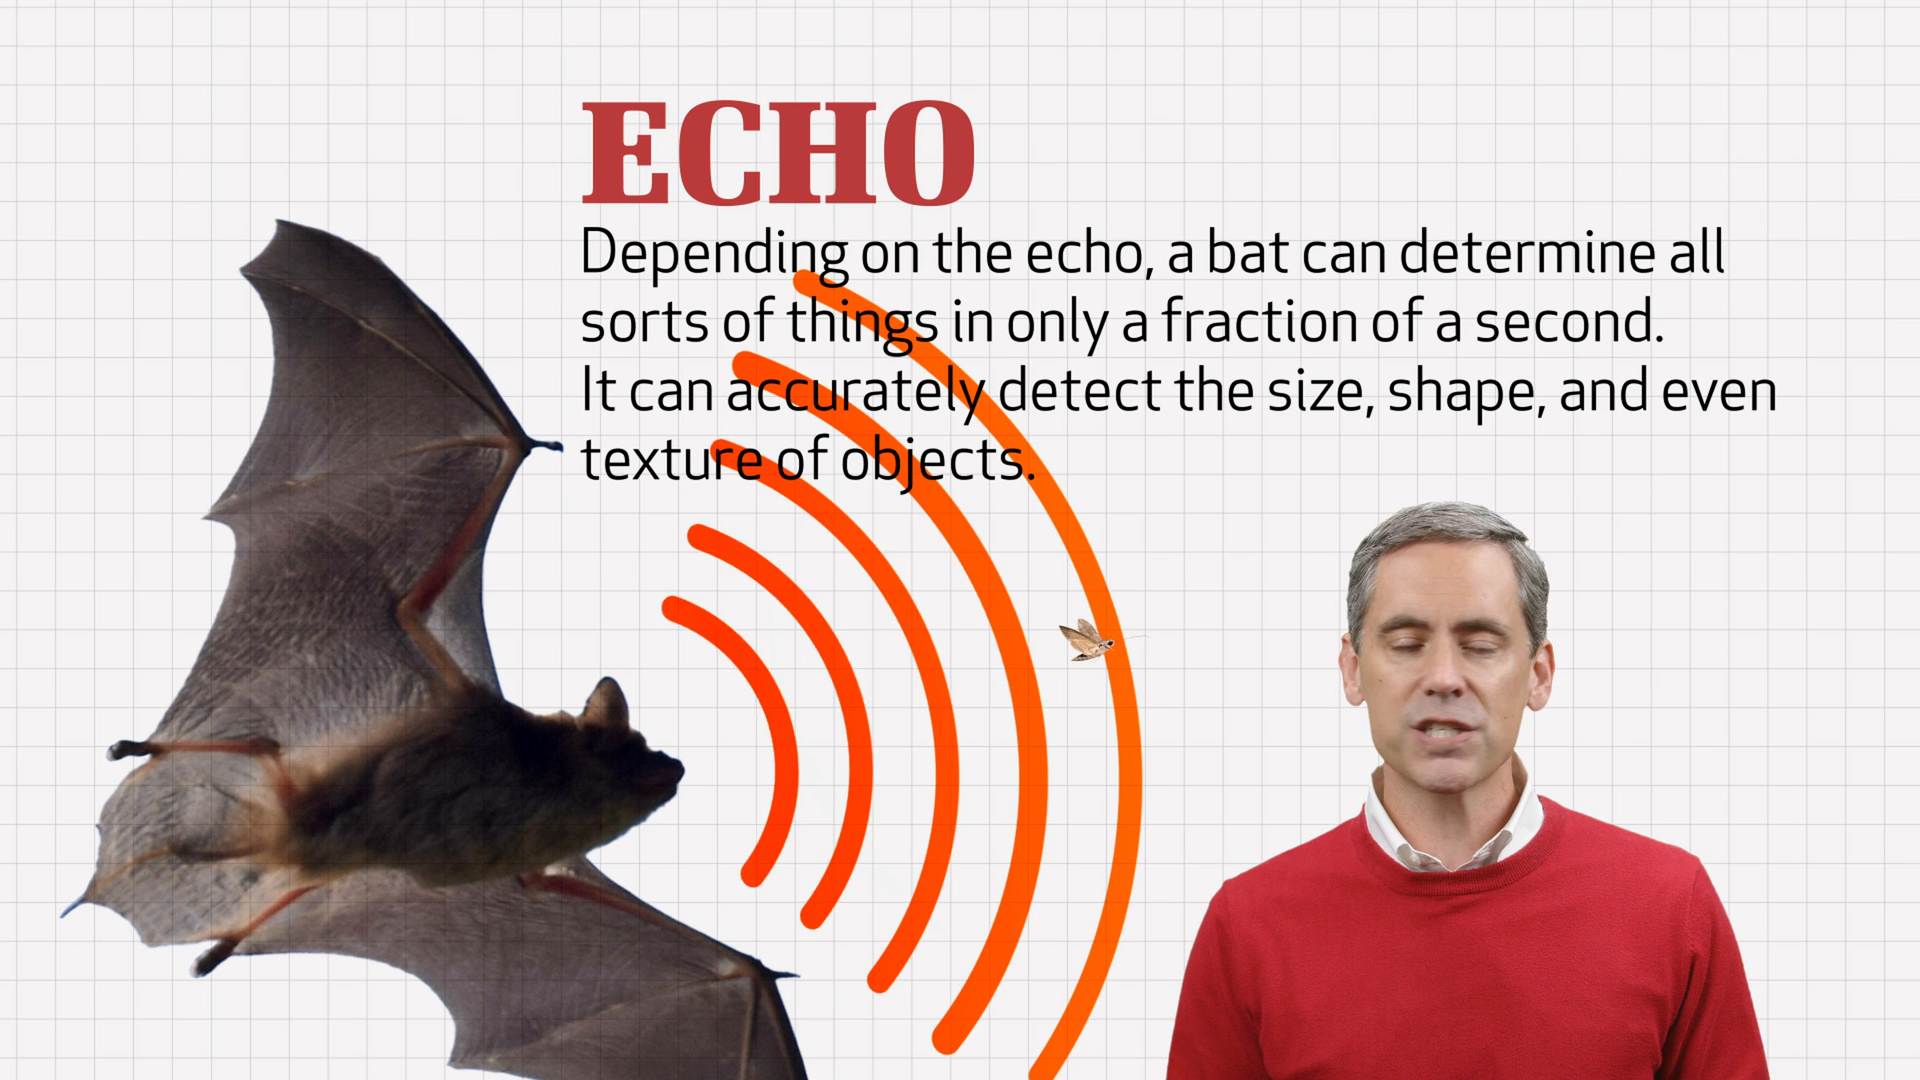 ECHO
Depending on the echo, a bat can determine all
sorts of things in only a fraction of a second.
It can accurately detect the size, shape, and even
texture of objects.